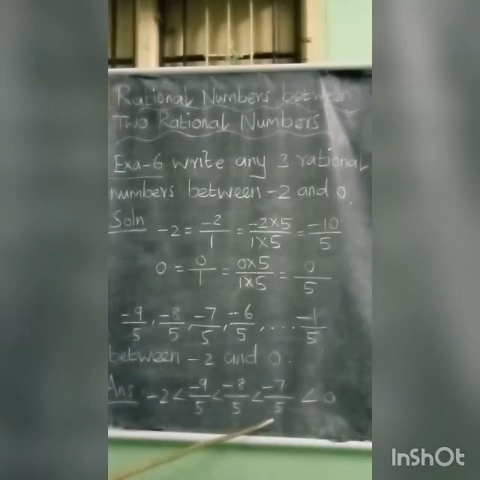 Rational Numbers between
Two Rational Numbers
Exa-6 write any 3 rational
numbers between -2 and 0.
Soln -2 = -2/1 = -2×5/1×5 = -10/5
0 = 0/1 = 0×5/1×5 = 0/5
-9/5, -8/5, -7/5, -6/5, ... -1/5
between -2 and 0.
Ans -2 < -9/5 < -8/5 < -7/5 < 0
InShOt